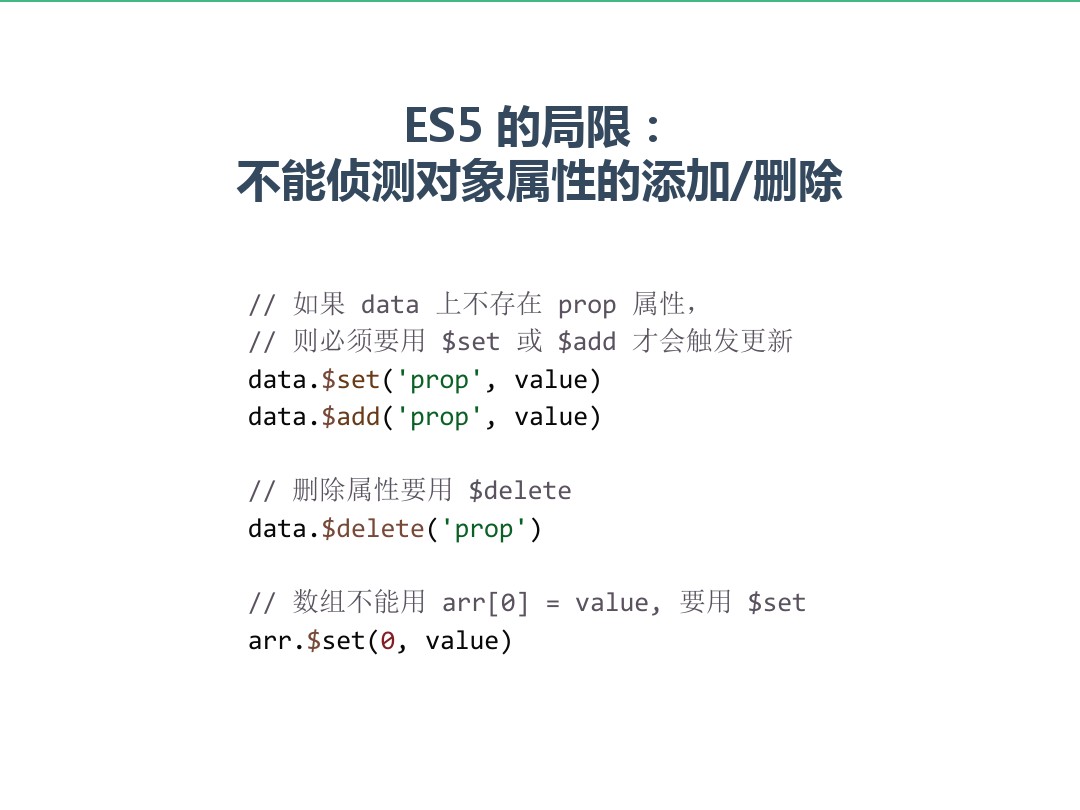 ES5 的局限：
不能侦测对象属性的添加/删除
// 如果 data 上不存在 prop 属性，
// 则必须要用 $set 或 $add 才会触发更新
data.$set('prop', value)
data.$add('prop', value)
// 删除属性要用 $delete
data.$delete('prop')
// 数组不能用 arr[0] = value, 要用 $set
arr.$set(0, value)